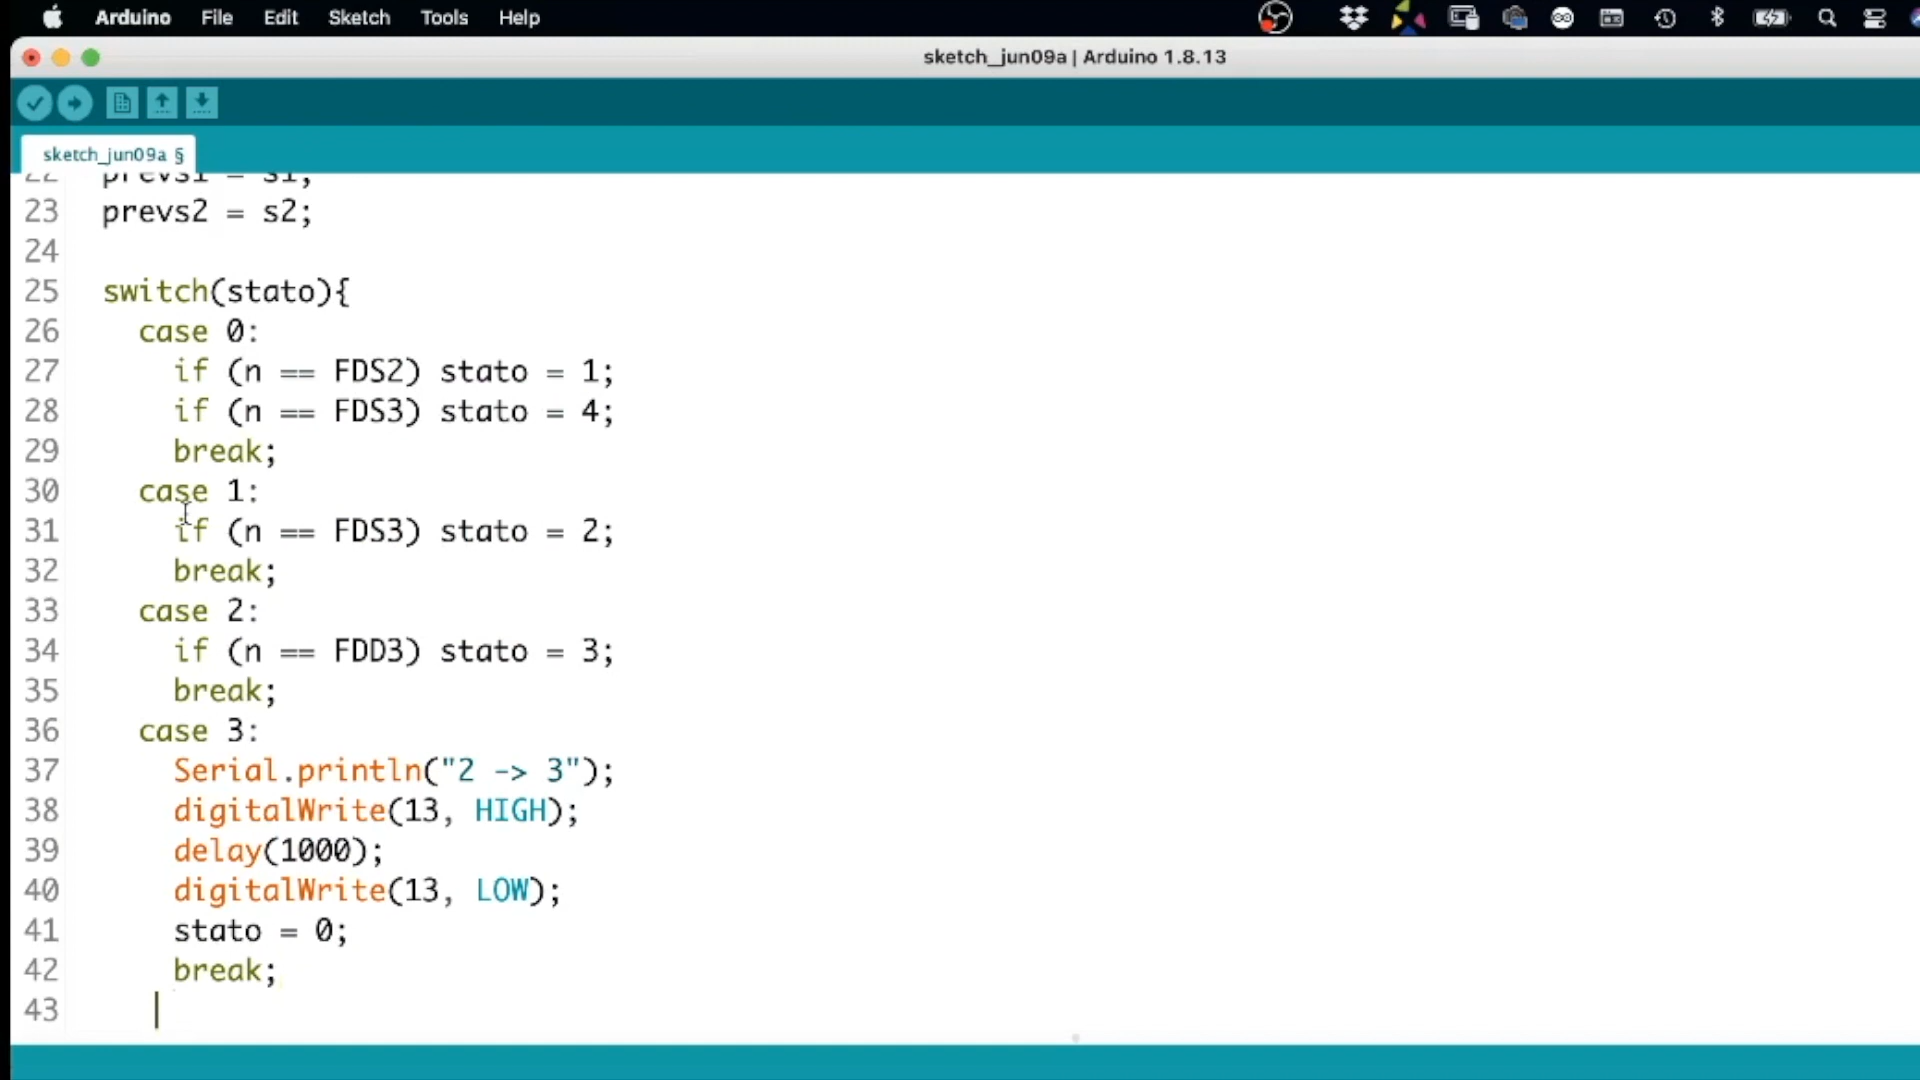 Arduino File Edit Sketch Tools Help
sketch_jun09a | Arduino 1.8.13
sketch_jun09a §
22 prevs1 = s1;
23 prevs2 = s2;
24
25 switch(stato){
26 case 0:
27 if (n == FDS2) stato = 1;
28 if (n == FDS3) stato = 4;
29 break;
30 case 1:
31 if (n == FDS3) stato = 2;
32 break;
33 case 2:
34 if (n == FDD3) stato = 3;
35 break;
36 case 3:
37 Serial.println("2 -> 3");
38 digitalWrite(13, HIGH);
39 delay(1000);
40 digitalWrite(13, LOW);
41 stato = 0;
42 break;
43